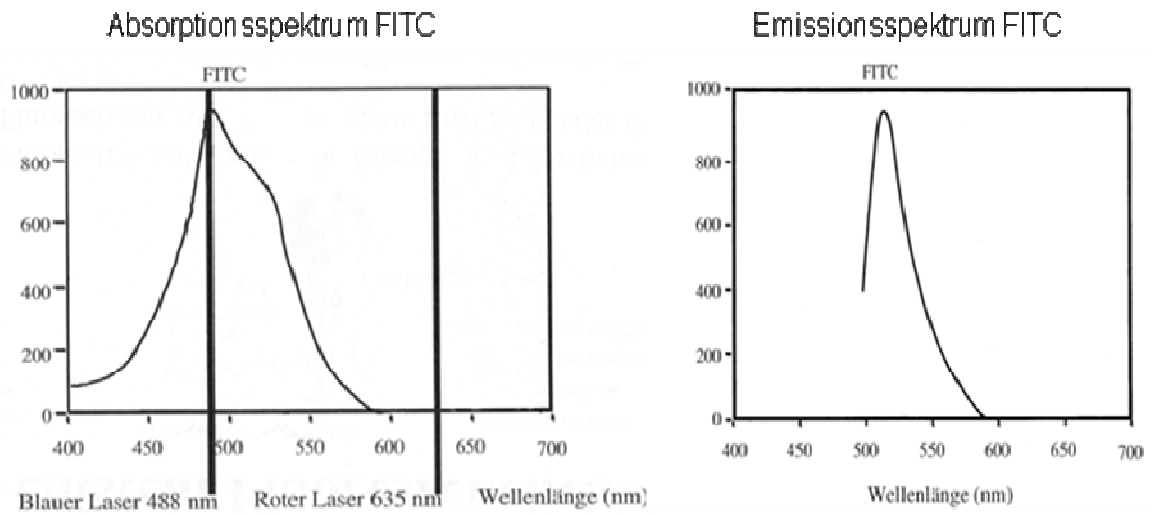 Absorptionsspektrum FITC
FITC
1000
800
600
400
200
0
400 450 500 550 600 650 700
Blauer Laser 488 nm Roter Laser 635 nm Wellenlänge (nm)
Emissionsspektrum FITC
FITC
1000
800
600
400
200
0
400 450 500 550 600 650 700
Wellenlänge (nm)